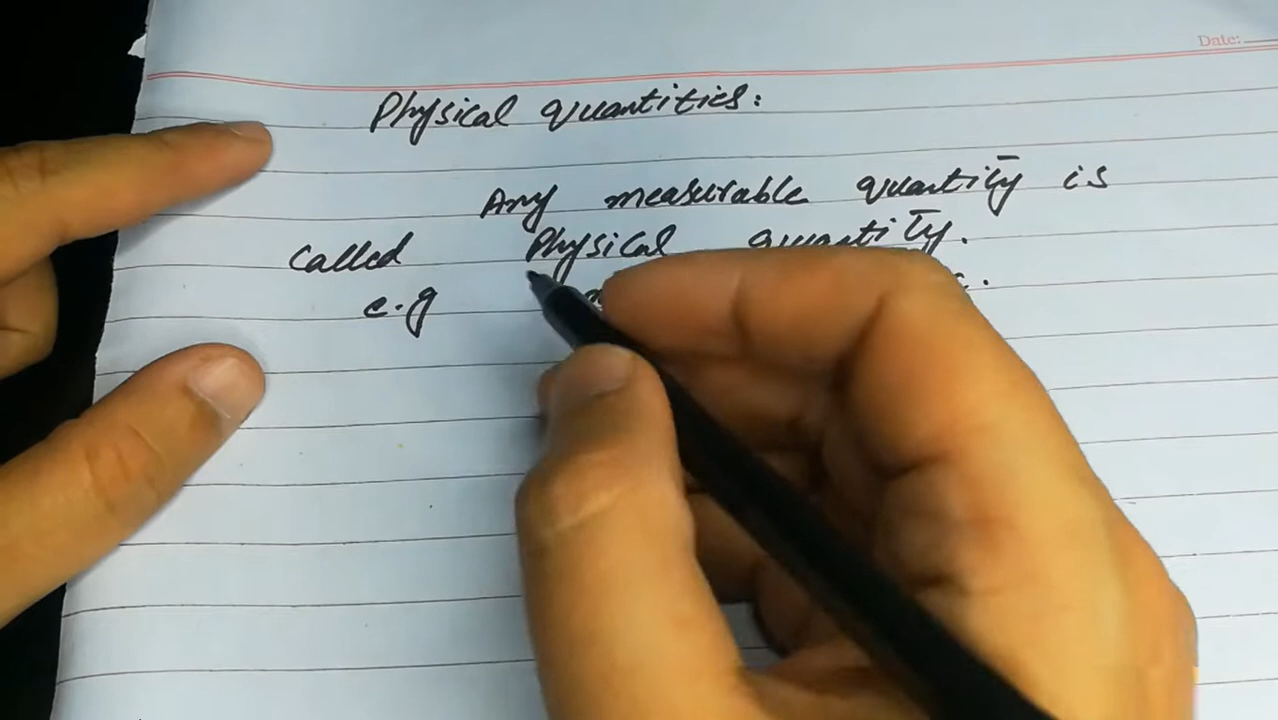 Date:
Physical quantities:
Any measurable quantity is
called Physical quantity.
e.g